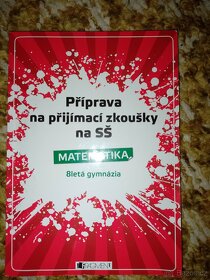 Příprava
na přijímací zkoušky
na SŠ
MATEMATIKA
8letá gymnázia
FRAGMENT